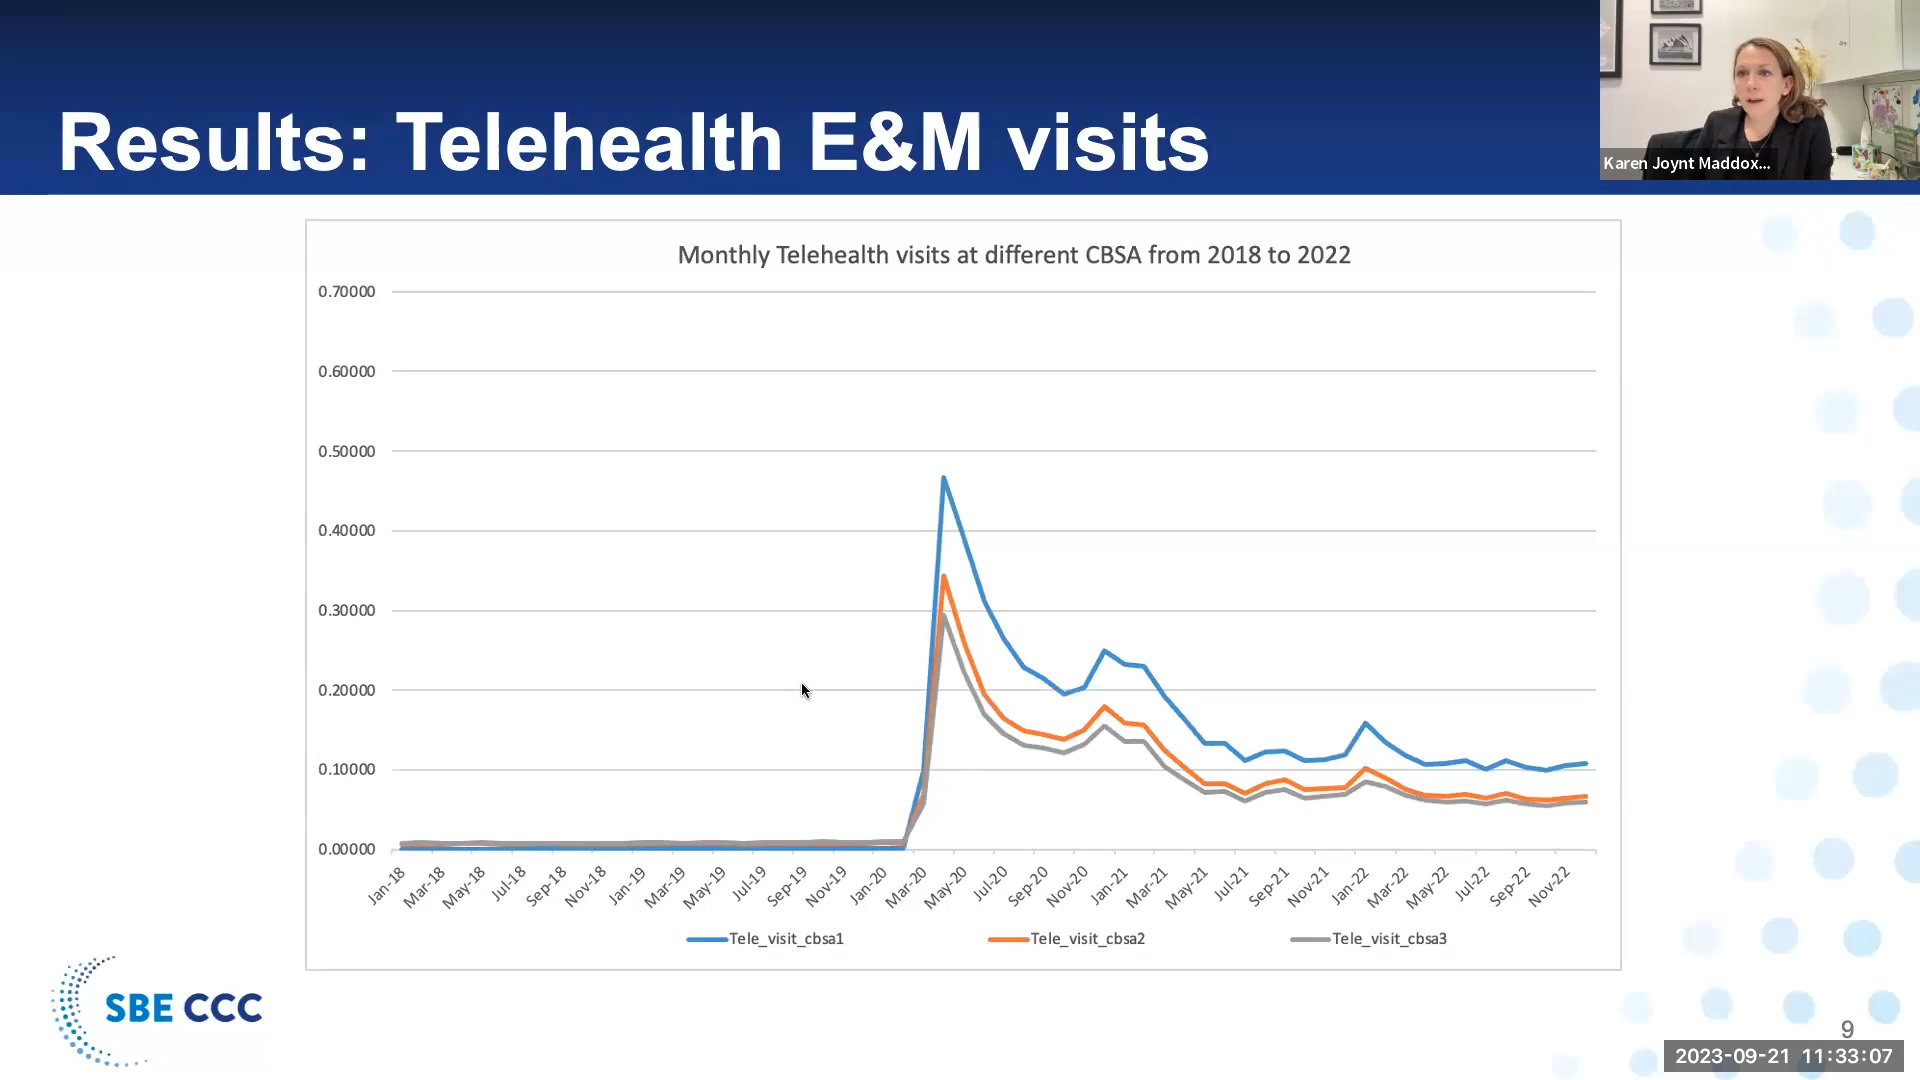 Results: Telehealth E&M visits
Karen Joynt Maddox...
Monthly Telehealth visits at different CBSA from 2018 to 2022
0.70000
0.60000
0.50000
0.40000
0.30000
0.20000
0.10000
0.00000
Jan-18 Mar-18 May-18 Jul-18 Sep-18 Nov-18 Jan-19 Mar-19 May-19 Jul-19 Sep-19 Nov-19 Jan-20 Mar-20 May-20 Jul-20 Sep-20 Nov-20 Jan-21 Mar-21 May-21 Jul-21 Sep-21 Nov-21 Jan-22 Mar-22 May-22 Jul-22 Sep-22 Nov-22
Tele_visit_cbsa1 Tele_visit_cbsa2 Tele_visit_cbsa3
SBE CCC
9
2023-09-21 11:33:07